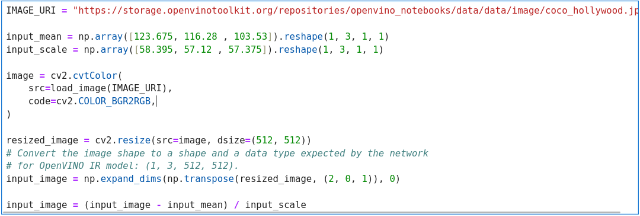 IMAGE_URI = "https://storage.openvinotoolkit.org/repositories/openvino_notebooks/data/data/image/coco_hollywood.jp
input_mean = np.array([123.675, 116.28 , 103.53]).reshape(1, 3, 1, 1)
input_scale = np.array([58.395, 57.12 , 57.375]).reshape(1, 3, 1, 1)
image = cv2.cvtColor(
    src=load_image(IMAGE_URI),
    code=cv2.COLOR_BGR2RGB,
)
resized_image = cv2.resize(src=image, dsize=(512, 512))
# Convert the image shape to a shape and a data type expected by the network
# for OpenVINO IR model: (1, 3, 512, 512).
input_image = np.expand_dims(np.transpose(resized_image, (2, 0, 1)), 0)
input_image = (input_image - input_mean) / input_scale